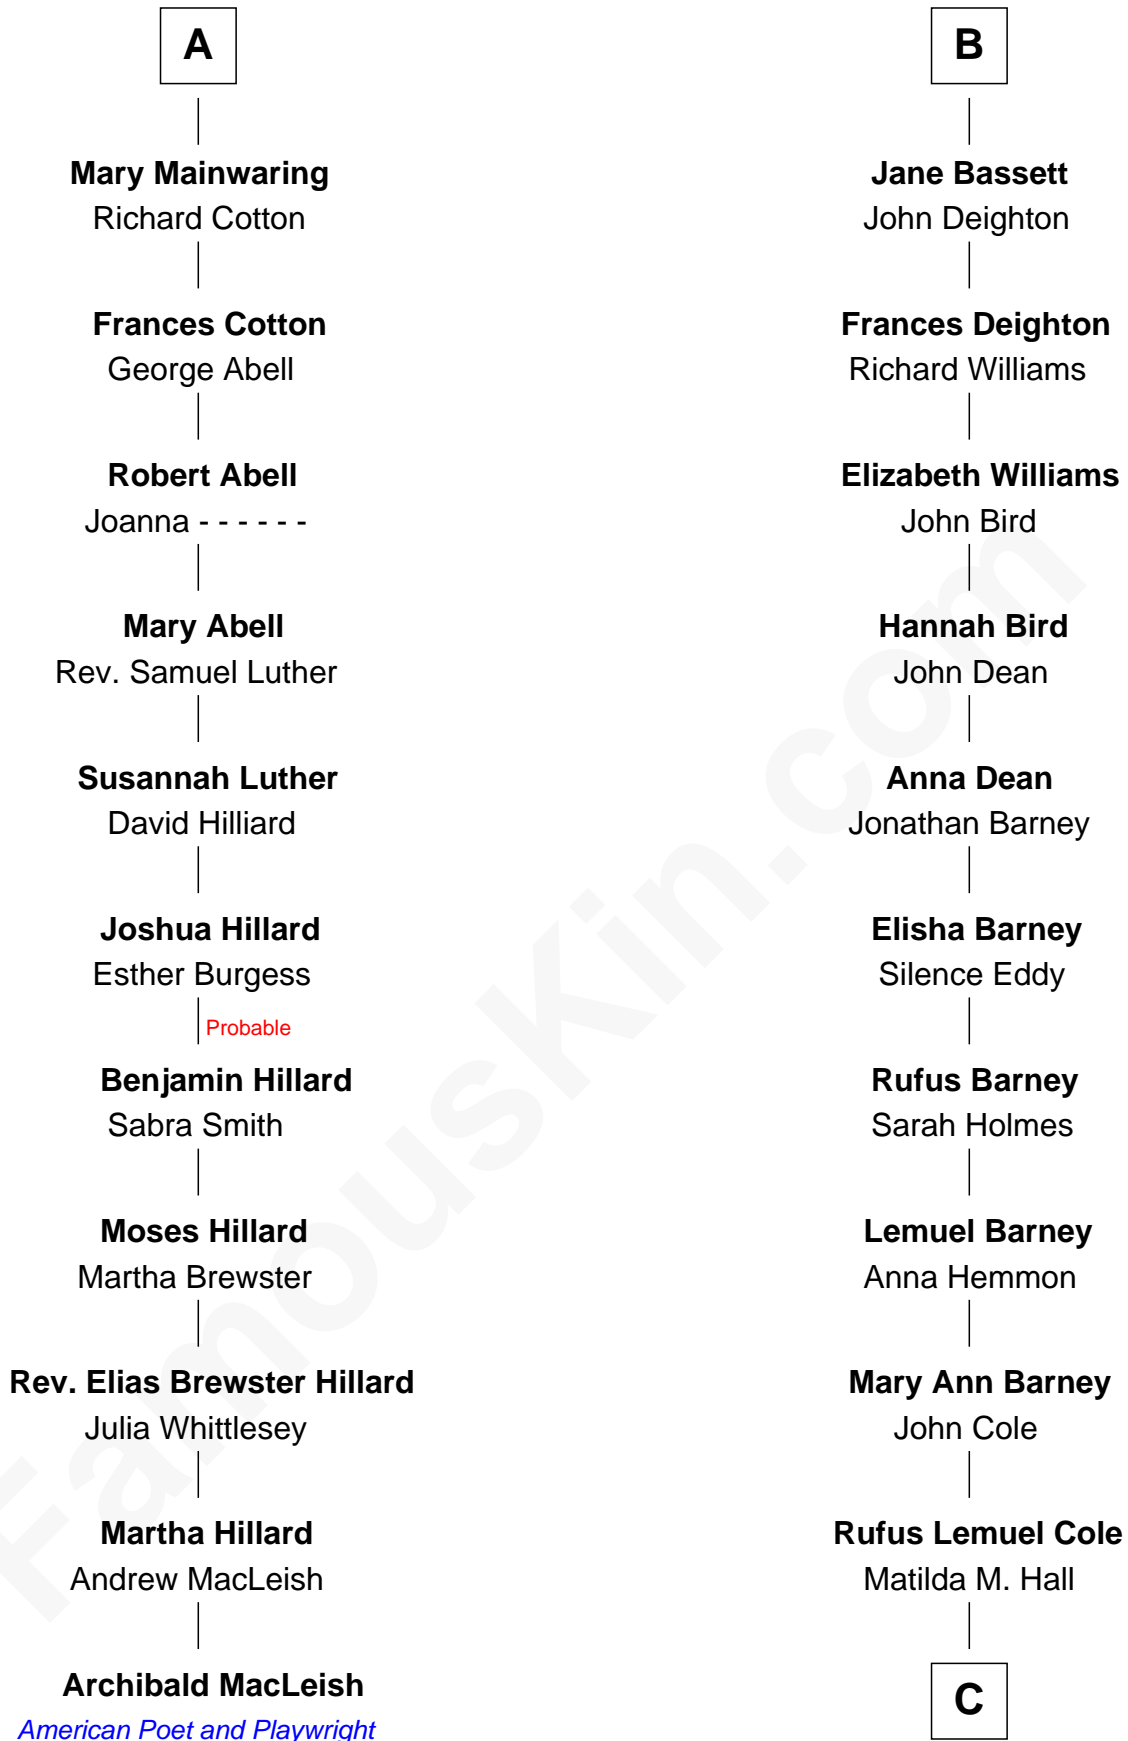 A
Mary Mainwaring
Richard Cotton
Frances Cotton
George Abell
Robert Abell
Joanna - - - - - -
Mary Abell
Rev. Samuel Luther
Susannah Luther
David Hilliard
Joshua Hillard
Esther Burgess
Probable
Benjamin Hillard
Sabra Smith
Moses Hillard
Martha Brewster
Rev. Elias Brewster Hillard
Julia Whittlesey
Martha Hillard
Andrew MacLeish
Archibald MacLeish
American Poet and Playwright
B
Jane Bassett
John Deighton
Frances Deighton
Richard Williams
Elizabeth Williams
John Bird
Hannah Bird
John Dean
Anna Dean
Jonathan Barney
Elisha Barney
Silence Eddy
Rufus Barney
Sarah Holmes
Lemuel Barney
Anna Hemmon
Mary Ann Barney
John Cole
Rufus Lemuel Cole
Matilda M. Hall
C
FamousKin.com